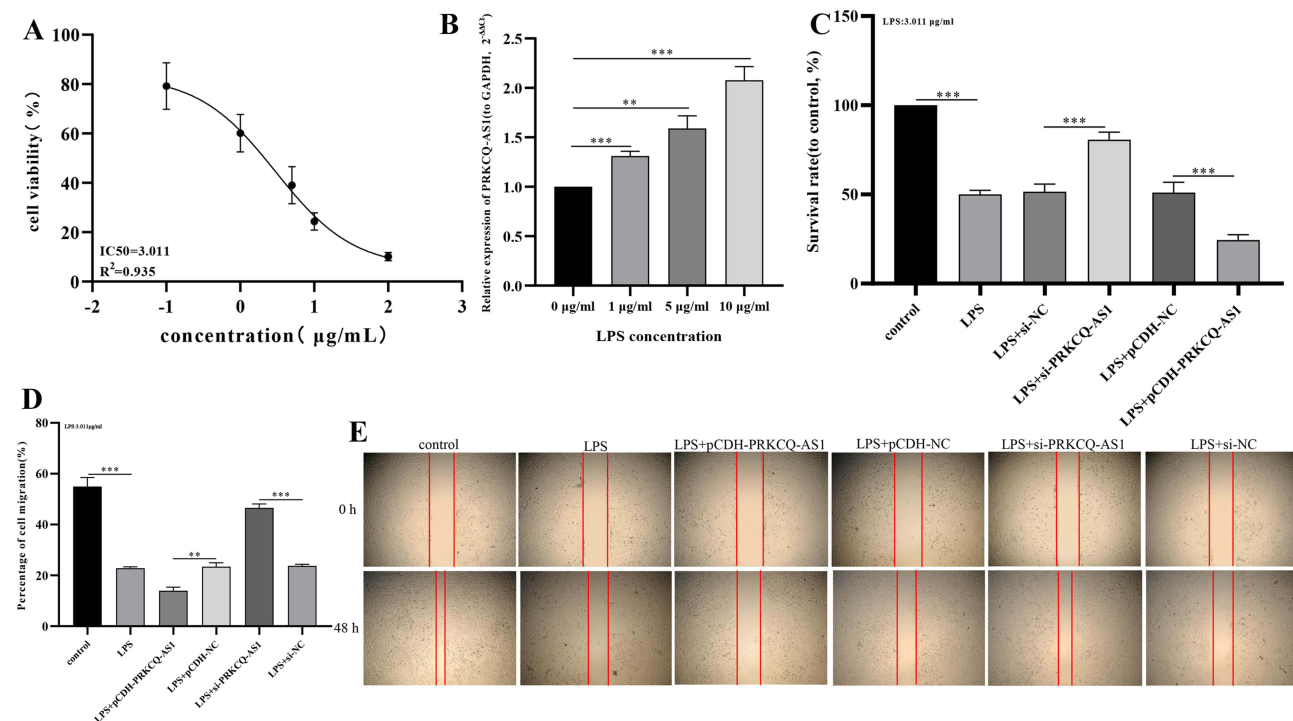 A
cell viability( %)
100
80
60
40
20
0
IC50=3.011
R²=0.935
-2
-1
0
1
2
3
concentration( μg/mL)
B
Relative expression of PRKCQ-AS1(to GAPDH, 2^-ΔΔCt)
2.5
2.0
1.5
1.0
0.5
0.0
***
**
***
0 μg/ml
1 μg/ml
5 μg/ml
10 μg/ml
LPS concentration
C
LPS:3.011 μg/ml
Survival rate(to control, %)
150
100
50
0
***
***
***
control
LPS
LPS+si-NC
LPS+si-PRKCQ-AS1
LPS+pCDH-NC
LPS+pCDH-PRKCQ-AS1
D
LPS:3.011μg/ml
Percentage of cell migration(%)
80
60
40
20
0
***
**
***
control
LPS
LPS+pCDH-PRKCQ-AS1
LPS+pCDH-NC
LPS+si-PRKCQ-AS1
LPS+si-NC
E
control
LPS
LPS+pCDH-PRKCQ-AS1
LPS+pCDH-NC
LPS+si-PRKCQ-AS1
LPS+si-NC
0 h
48 h